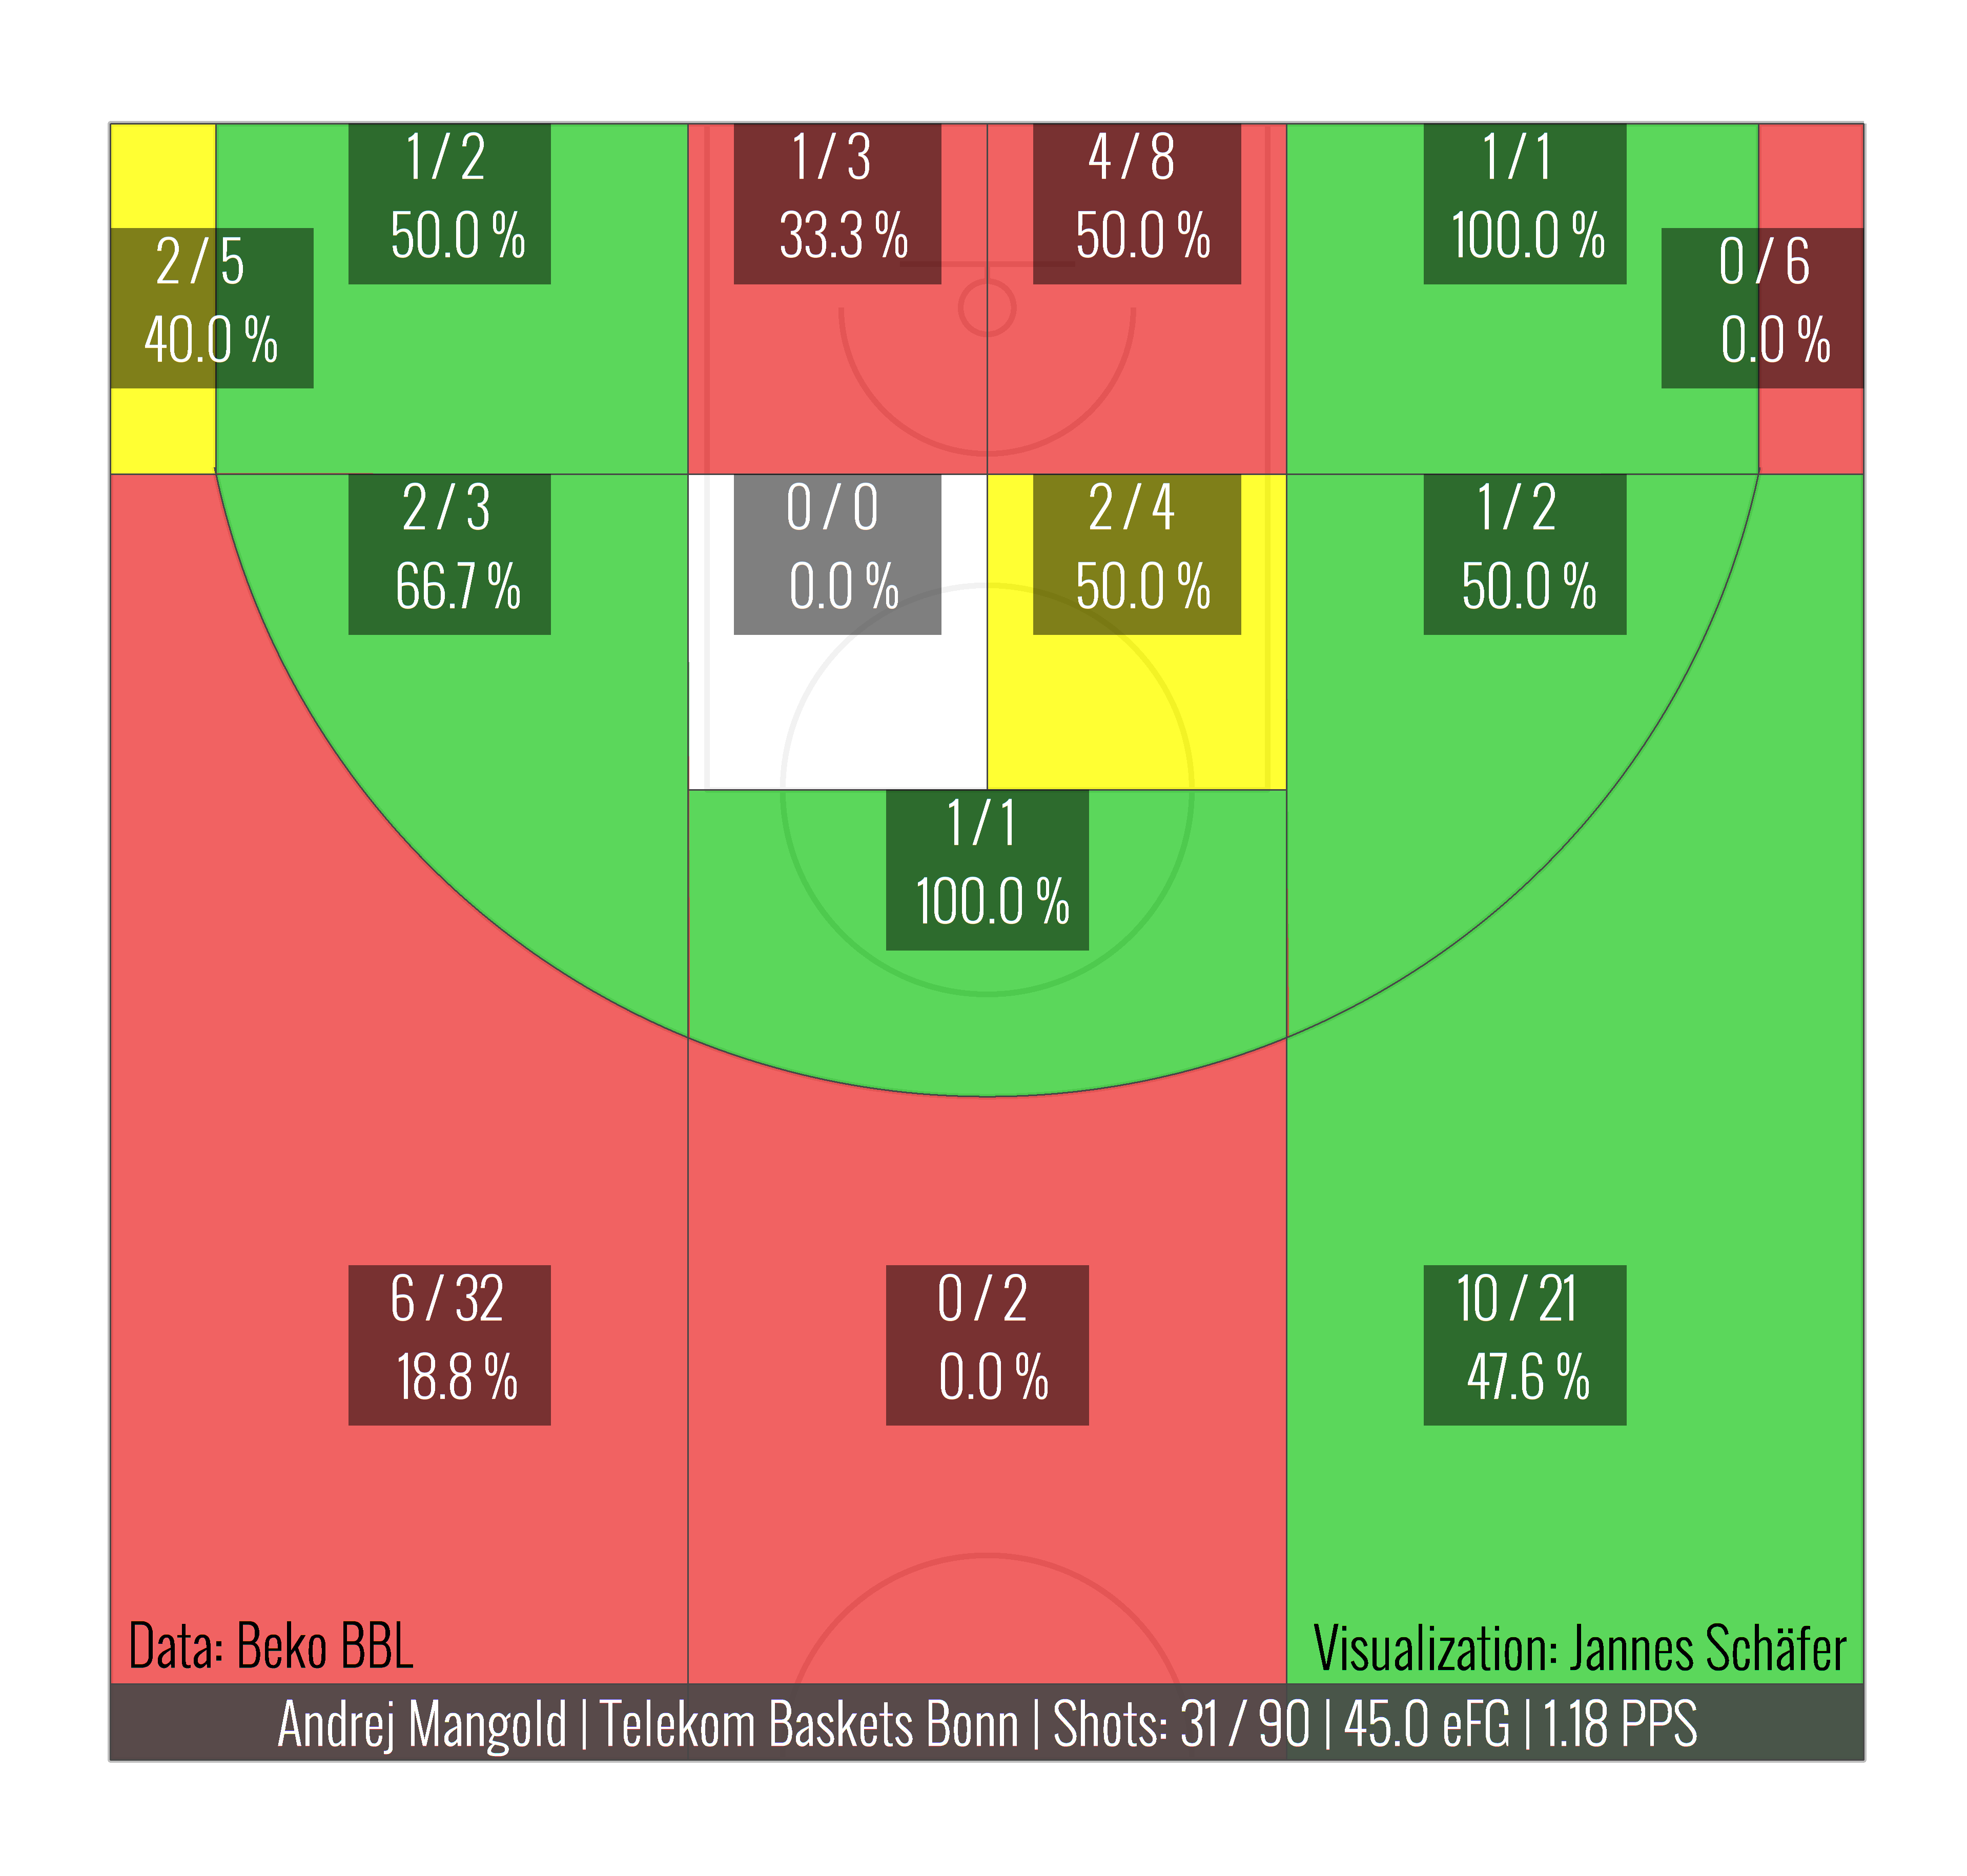 1 / 2
50.0 %
1 / 3
33.3 %
4 / 8
50.0 %
1 / 1
100.0 %
2 / 5
40.0 %
0 / 6
0.0 %
2 / 3
66.7 %
0 / 0
0.0 %
2 / 4
50.0 %
1 / 2
50.0 %
1 / 1
100.0 %
6 / 32
18.8 %
0 / 2
0.0 %
10 / 21
47.6 %
Data: Beko BBL
Visualization: Jannes Schäfer
Andrej Mangold | Telekom Baskets Bonn | Shots: 31 / 90 | 45.0 eFG | 1.18 PPS